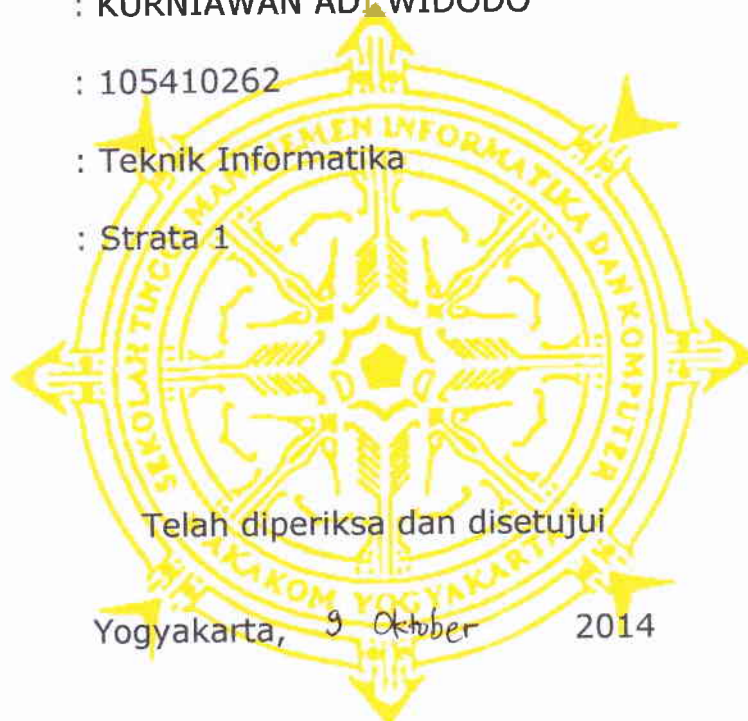 : KURNIAWAN ADI WIDODO
: 105410262
: Teknik Informatika
: Strata 1
SEKOLAH TINGGI MANAJEMEN INFORMATIKA DAN KOMPUTER
AKAKOM YOGYAKARTA
Telah diperiksa dan disetujui
Yogyakarta, 9 Oktober 2014